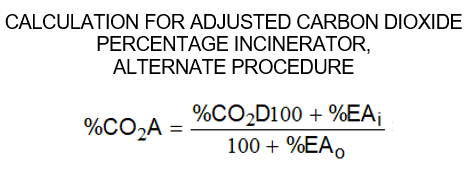 CALCULATION FOR ADJUSTED CARBON DIOXIDE
PERCENTAGE INCINERATOR,
ALTERNATE PROCEDURE
%CO₂A = %CO₂D100 + %EAᵢ
100 + %EAₒ